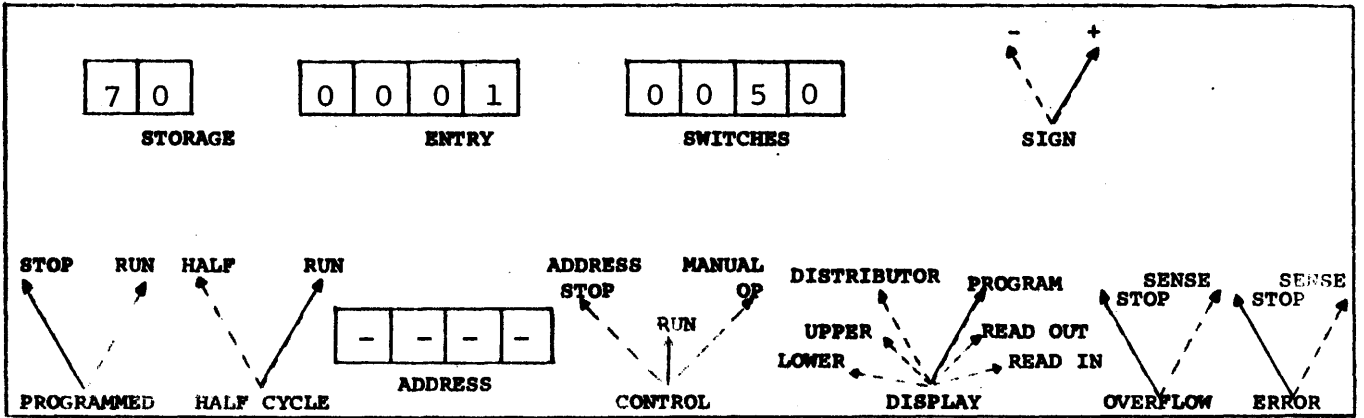 - +
7 0 0 0 0 1 0 0 5 0
STORAGE ENTRY SWITCHES SIGN
STOP RUN HALF RUN ADDRESS STOP MANUAL OP DISTRIBUTOR PROGRAM SENSE STOP SENSE STOP
RUN UPPER READ OUT
- - - -
LOWER READ IN
ADDRESS
PROGRAMMED HALF CYCLE CONTROL DISPLAY OVERFLOW ERROR